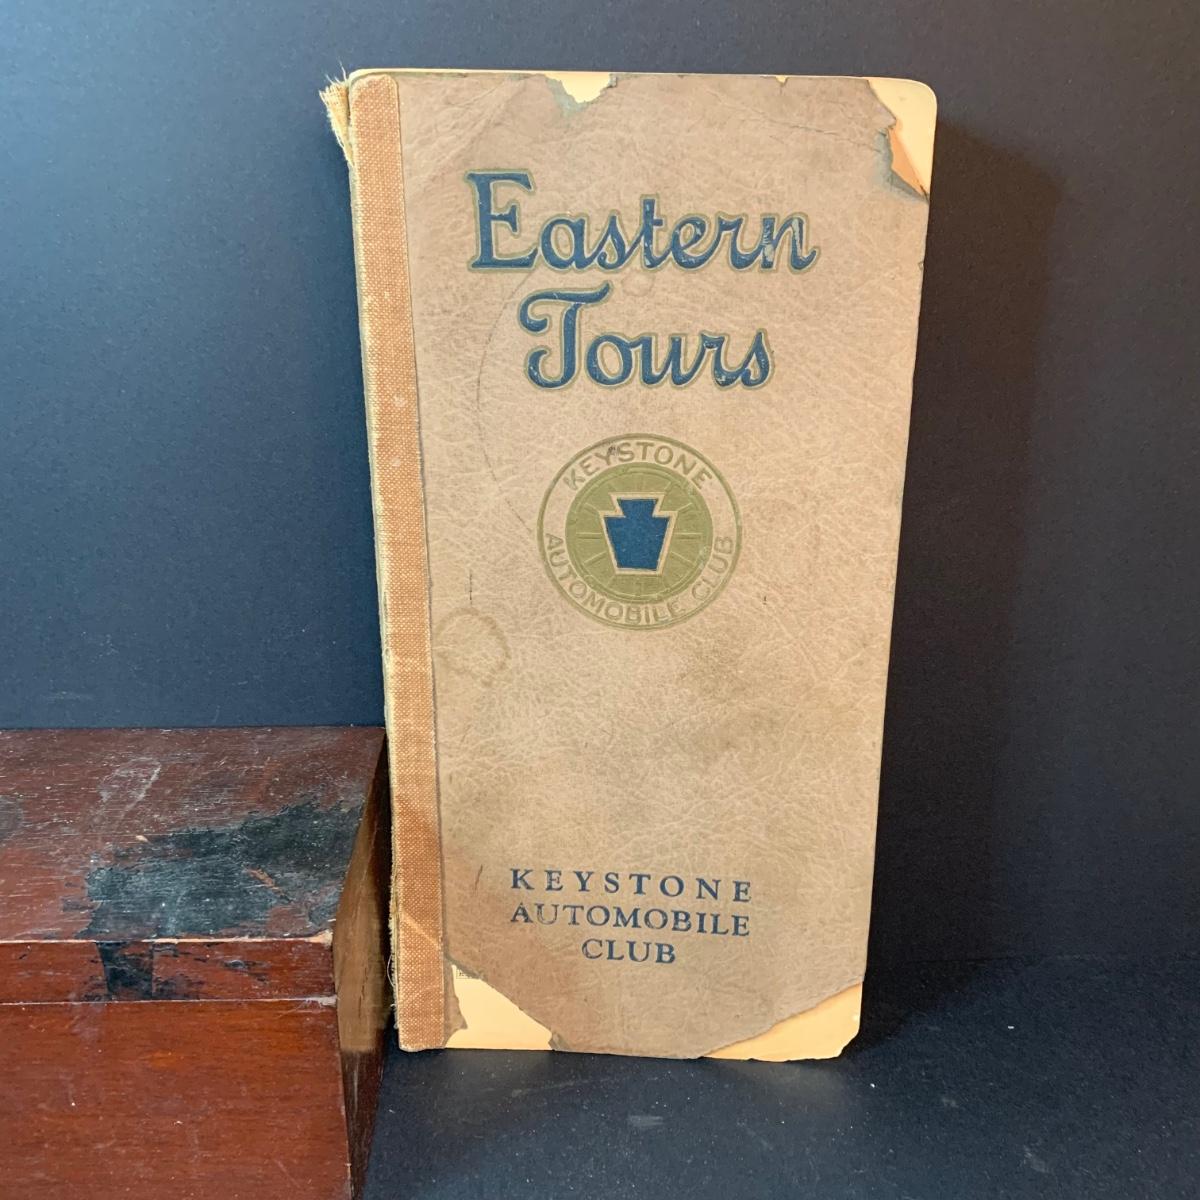 Eastern
Tours
KEYSTONE
AUTOMOBILE CLUB
KEYSTONE
AUTOMOBILE
CLUB